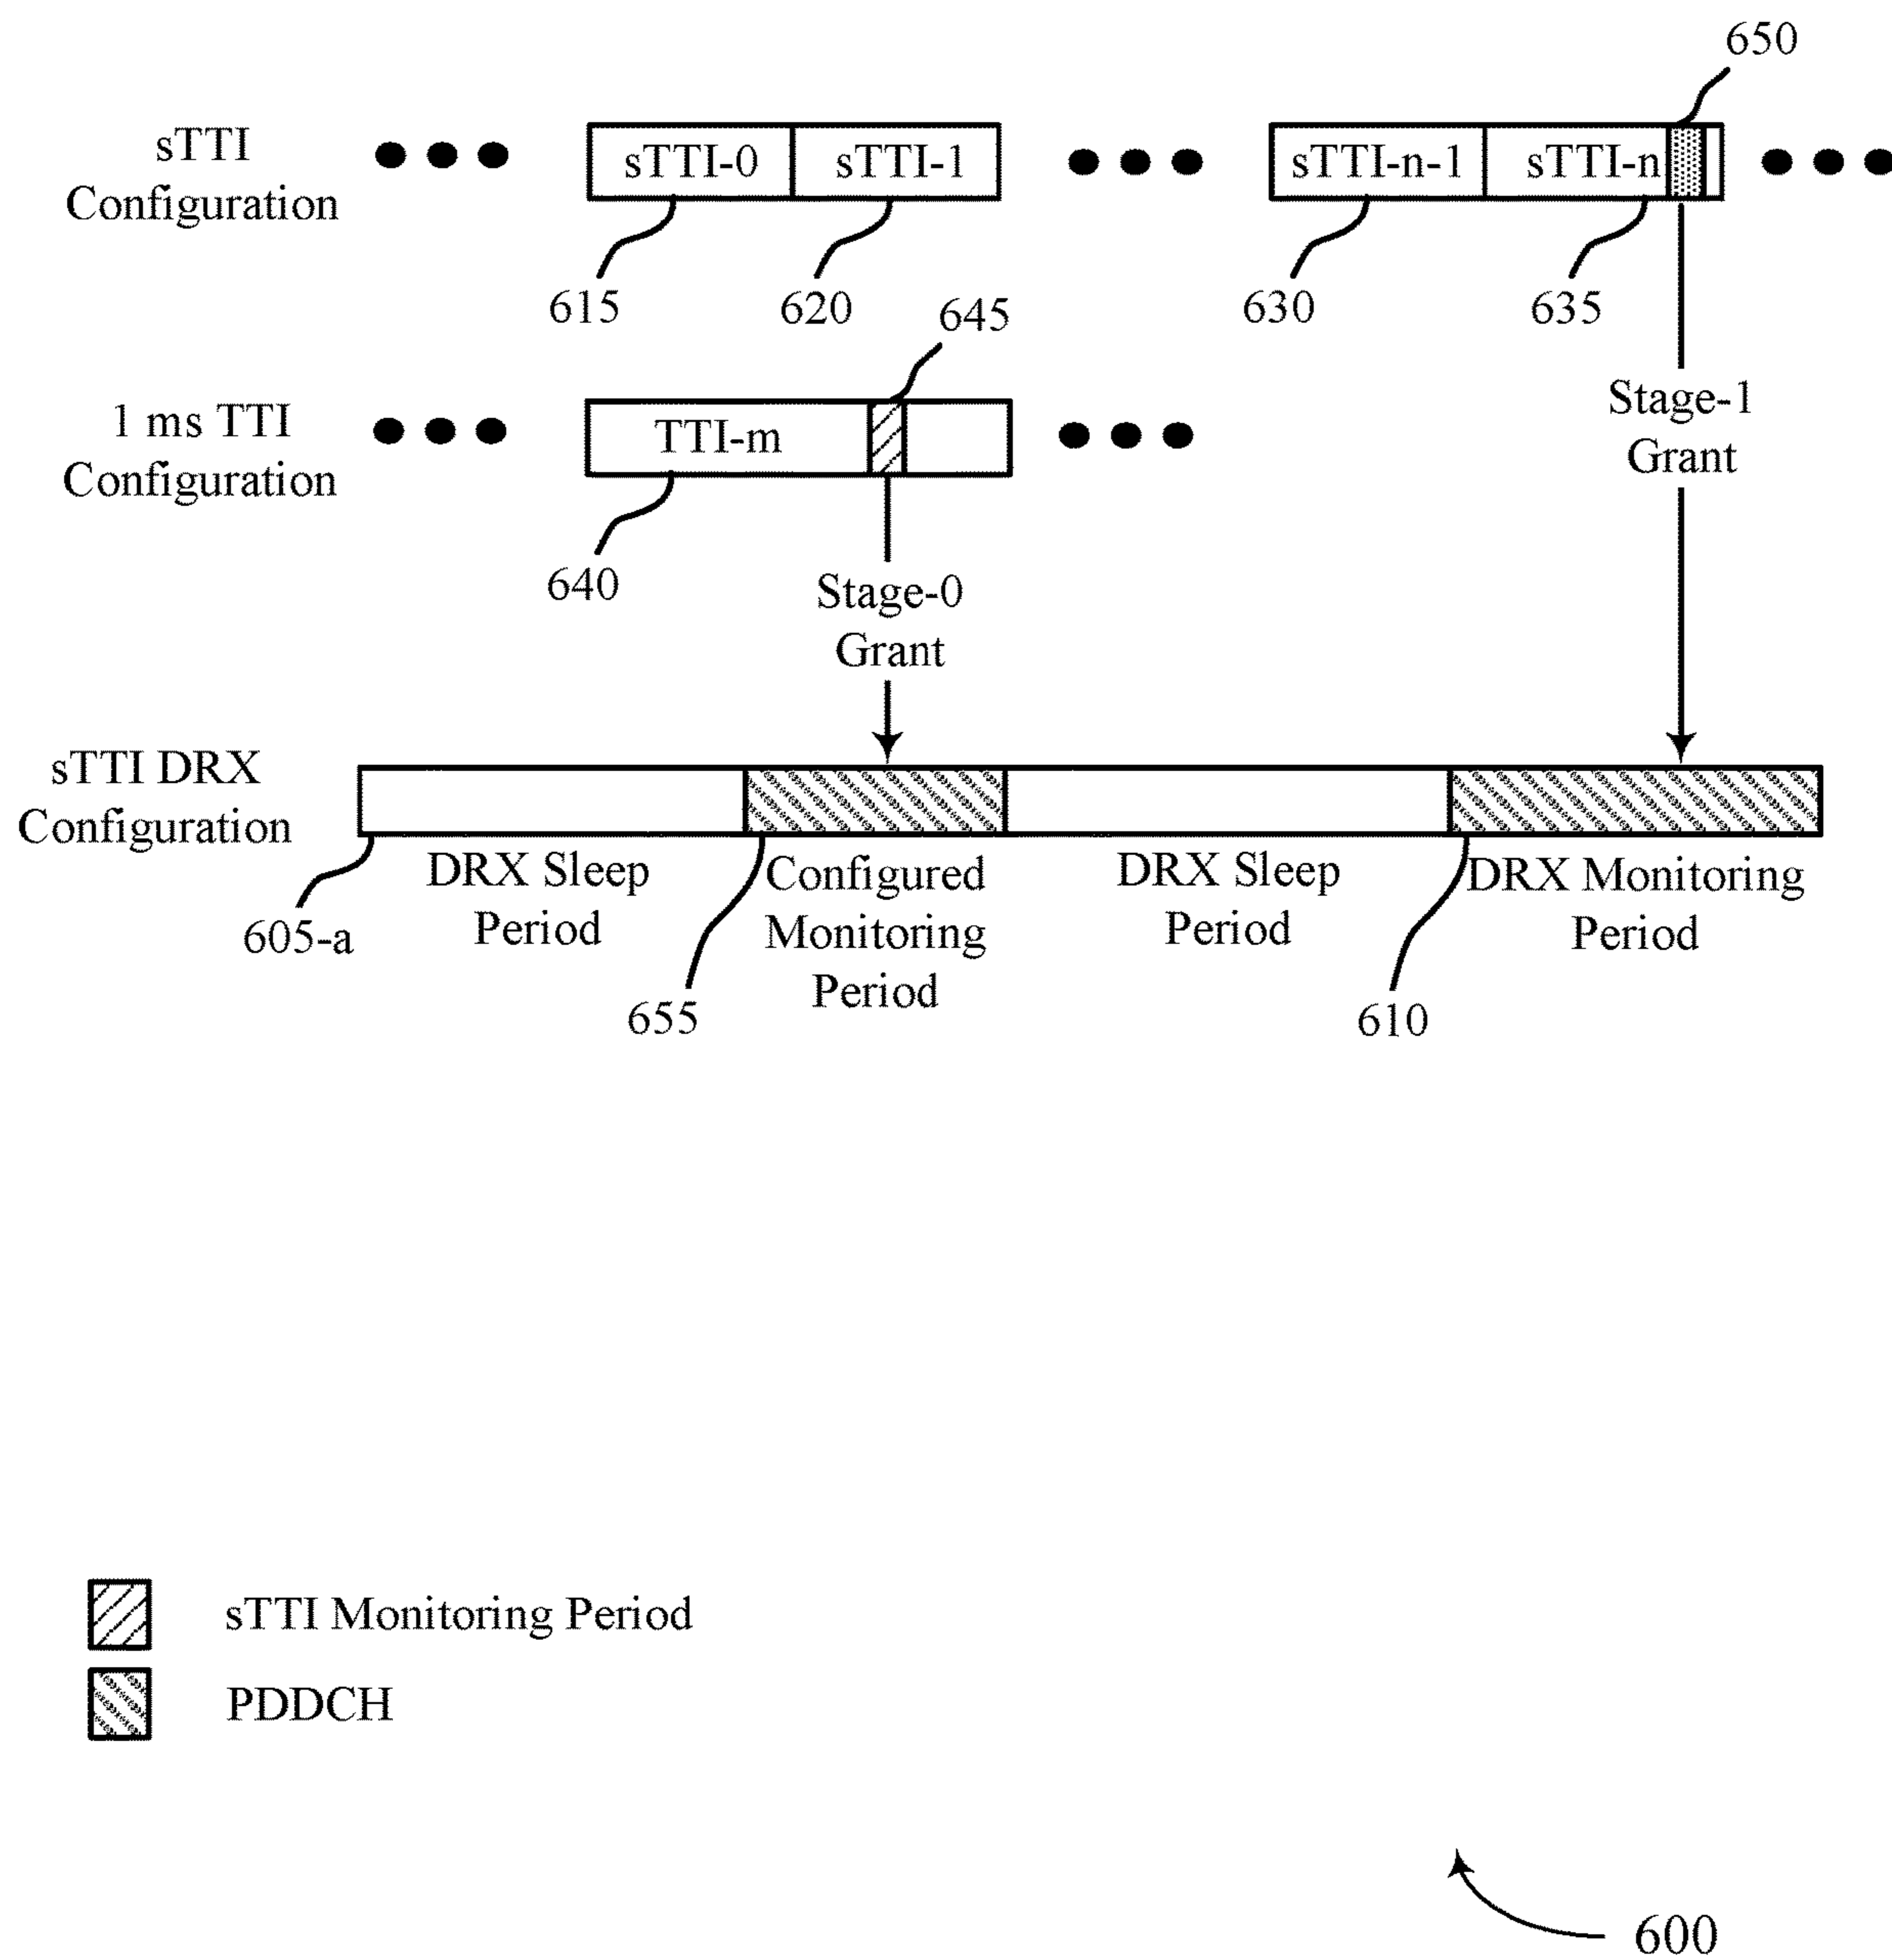 650
sTTI
Configuration
sTTI-0
sTTI-1
sTTI-n-1
sTTI-n
615
620
645
630
635
1 ms TTI
Configuration
TTI-m
Stage-1
Grant
640
Stage-0
Grant
sTTI DRX
Configuration
605-a
DRX Sleep
Period
655
Configured
Monitoring
Period
DRX Sleep
Period
610
DRX Monitoring
Period
sTTI Monitoring Period
PDDCH
600